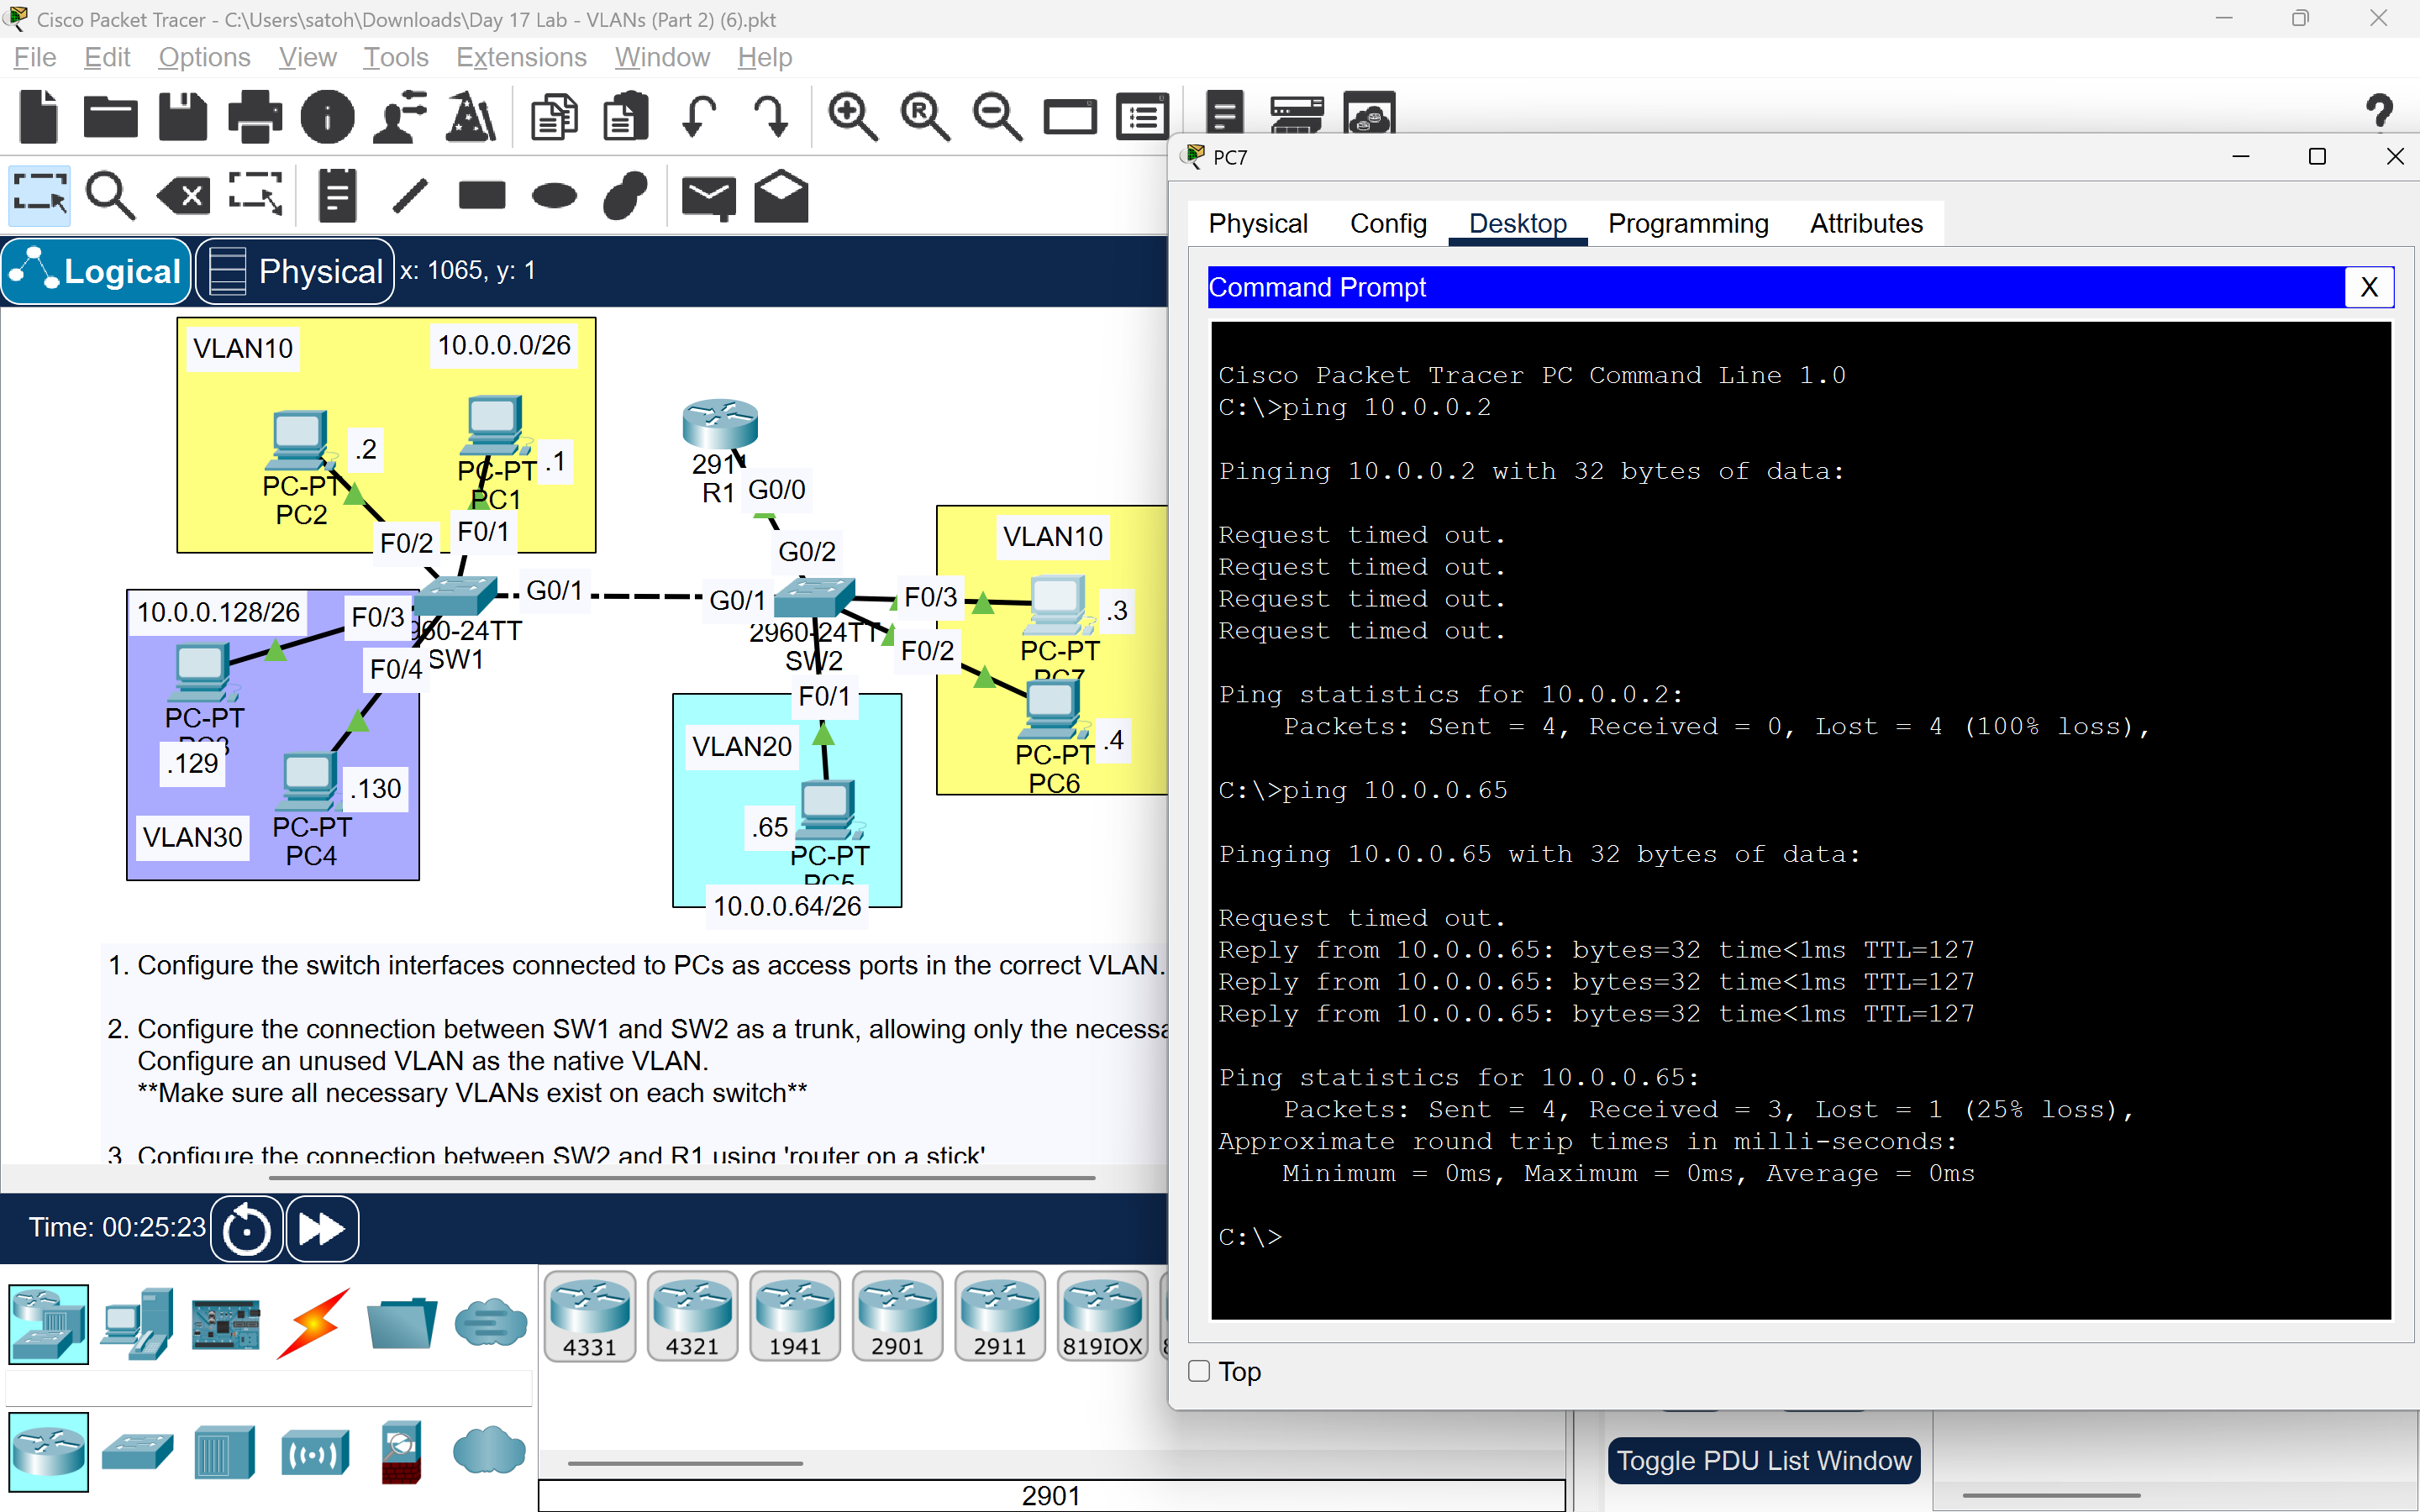 Cisco Packet Tracer - C:\Users\satoh\Downloads\Day 17 Lab - VLANs (Part 2) (6).pkt
File Edit Options View Tools Extensions Window Help
Logical Physical x: 1065, y: 1
VLAN10
10.0.0.0/26
.2
PC-PT
PC2
.1
PC-PT
PC1
F0/2
F0/1
2911
R1
G0/0
G0/2
10.0.0.128/26
F0/3
F0/4
G0/1
960-24TT
SW1
PC-PT
PC3
.129
.130
VLAN30
PC-PT
PC4
G0/1
2960-24TT
SW2
F0/3
F0/2
F0/1
VLAN10
.3
PC-PT
PC7
.4
PC-PT
PC6
VLAN20
.65
PC-PT
PC5
10.0.0.64/26
1. Configure the switch interfaces connected to PCs as access ports in the correct VLAN.
2. Configure the connection between SW1 and SW2 as a trunk, allowing only the necessa
Configure an unused VLAN as the native VLAN.
**Make sure all necessary VLANs exist on each switch**
3. Configure the connection between SW2 and R1 using 'router on a stick'
Time: 00:25:23
4331 4321 1941 2901 2911 819IOX
2901
PC7
Physical Config Desktop Programming Attributes
Command Prompt
X
Cisco Packet Tracer PC Command Line 1.0
C:\>ping 10.0.0.2
Pinging 10.0.0.2 with 32 bytes of data:
Request timed out.
Request timed out.
Request timed out.
Request timed out.
Ping statistics for 10.0.0.2:
Packets: Sent = 4, Received = 0, Lost = 4 (100% loss),
C:\>ping 10.0.0.65
Pinging 10.0.0.65 with 32 bytes of data:
Request timed out.
Reply from 10.0.0.65: bytes=32 time<1ms TTL=127
Reply from 10.0.0.65: bytes=32 time<1ms TTL=127
Reply from 10.0.0.65: bytes=32 time<1ms TTL=127
Ping statistics for 10.0.0.65:
Packets: Sent = 4, Received = 3, Lost = 1 (25% loss),
Approximate round trip times in milli-seconds:
Minimum = 0ms, Maximum = 0ms, Average = 0ms
C:\>
Top
Toggle PDU List Window